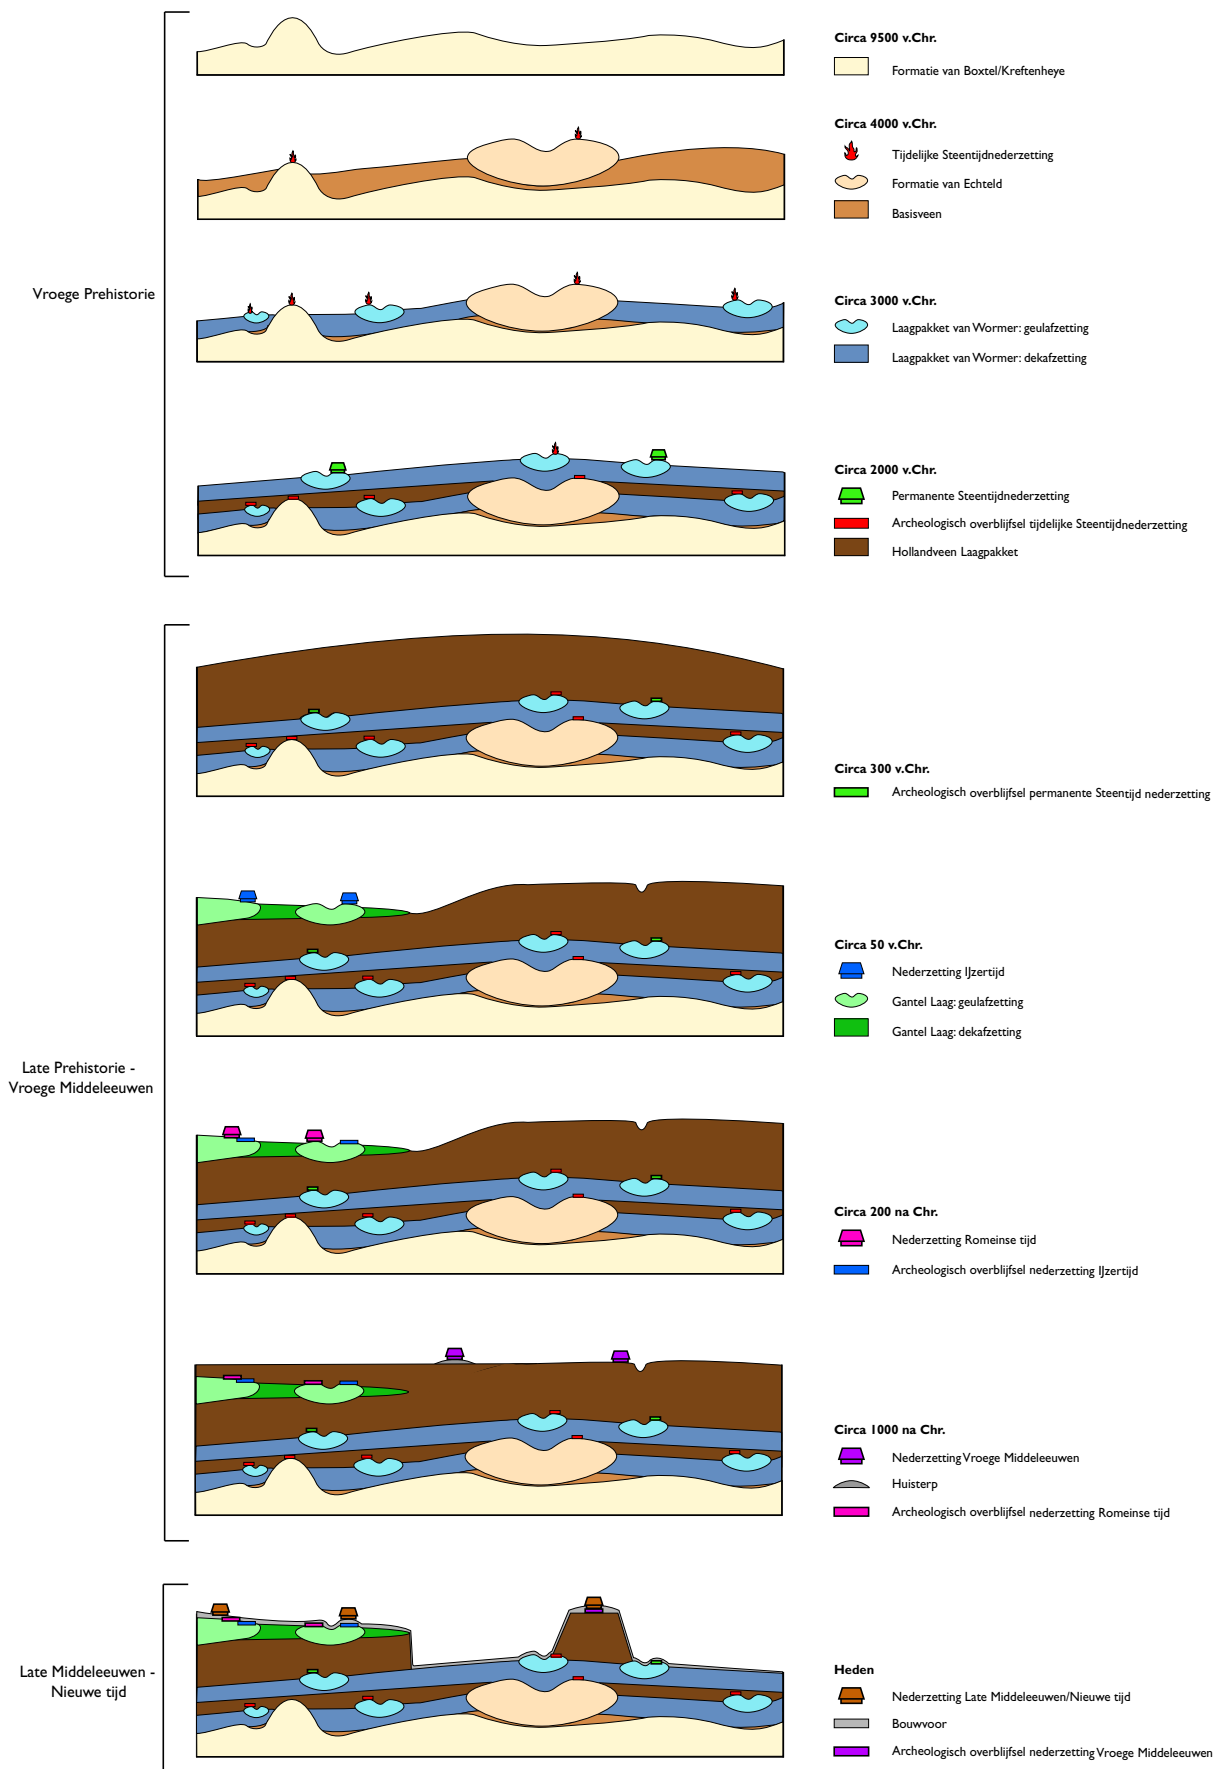 Vroege Prehistorie
Circa 9500 v.Chr.
Formatie van Boxtel/Kreftenheye
Circa 4000 v.Chr.
Tijdelijke Steentijdnederzetting
Formatie van Echteld
Basisveen
Circa 3000 v.Chr.
Laagpakket van Wormer: geulafzetting
Laagpakket van Wormer: dekafzetting
Circa 2000 v.Chr.
Permanente Steentijdnederzetting
Archeologisch overblijfsel tijdelijke Steentijdnederzetting
Hollandveen Laagpakket
Late Prehistorie -
Vroege Middeleeuwen
Circa 300 v.Chr.
Archeologisch overblijfsel permanente Steentijd nederzetting
Circa 50 v.Chr.
Nederzetting IJzertijd
Gantel Laag: geulafzetting
Gantel Laag: dekafzetting
Circa 200 na Chr.
Nederzetting Romeinse tijd
Archeologisch overblijfsel nederzetting IJzertijd
Circa 1000 na Chr.
Nederzetting Vroege Middeleeuwen
Huisterp
Archeologisch overblijfsel nederzetting Romeinse tijd
Late Middeleeuwen -
Nieuwe tijd
Heden
Nederzetting Late Middeleeuwen/Nieuwe tijd
Bouwvoor
Archeologisch overblijfsel nederzetting Vroege Middeleeuwen